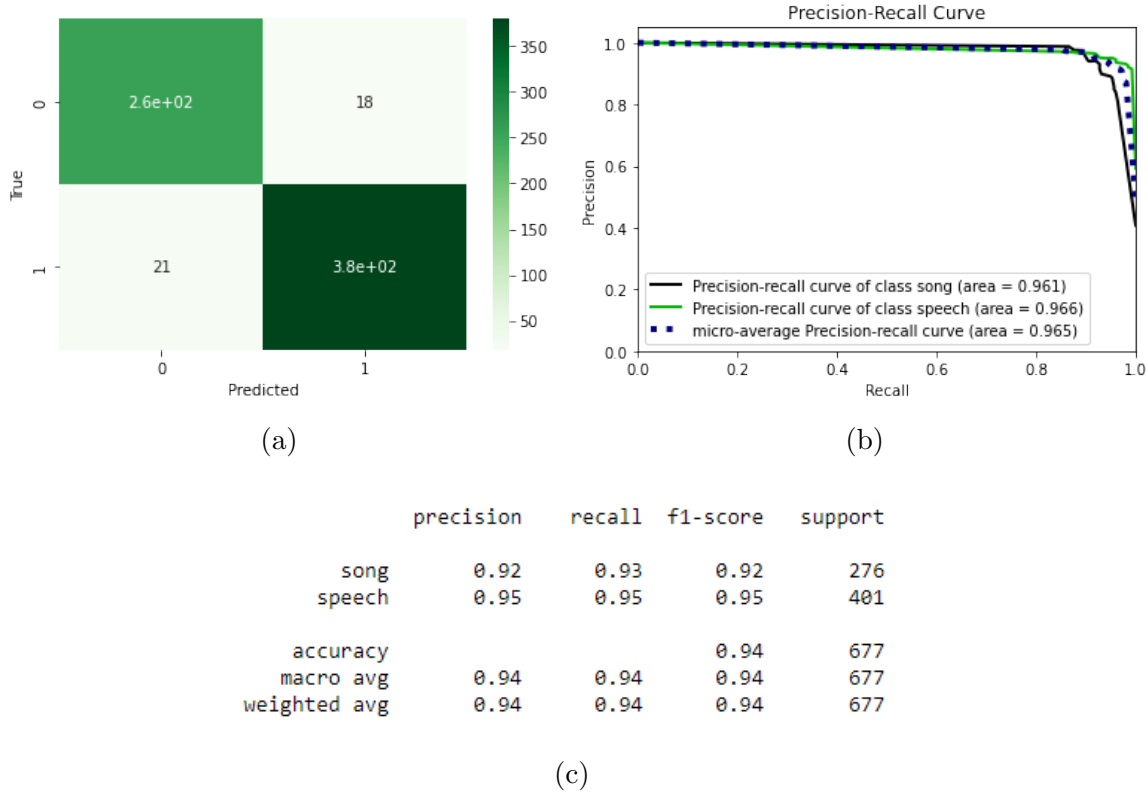 0
1
True
2.6e+02
18
21
3.8e+02
0
1
Predicted
350
300
250
200
150
100
50
(a)
Precision-Recall Curve
1.0
0.8
0.6
0.4
0.2
0.0
Precision
0.0 0.2 0.4 0.6 0.8 1.0
Recall
Precision-recall curve of class song (area = 0.961)
Precision-recall curve of class speech (area = 0.966)
micro-average Precision-recall curve (area = 0.965)
(b)
precision recall f1-score support
song 0.92 0.93 0.92 276
speech 0.95 0.95 0.95 401
accuracy 0.94 677
macro avg 0.94 0.94 0.94 677
weighted avg 0.94 0.94 0.94 677
(c)